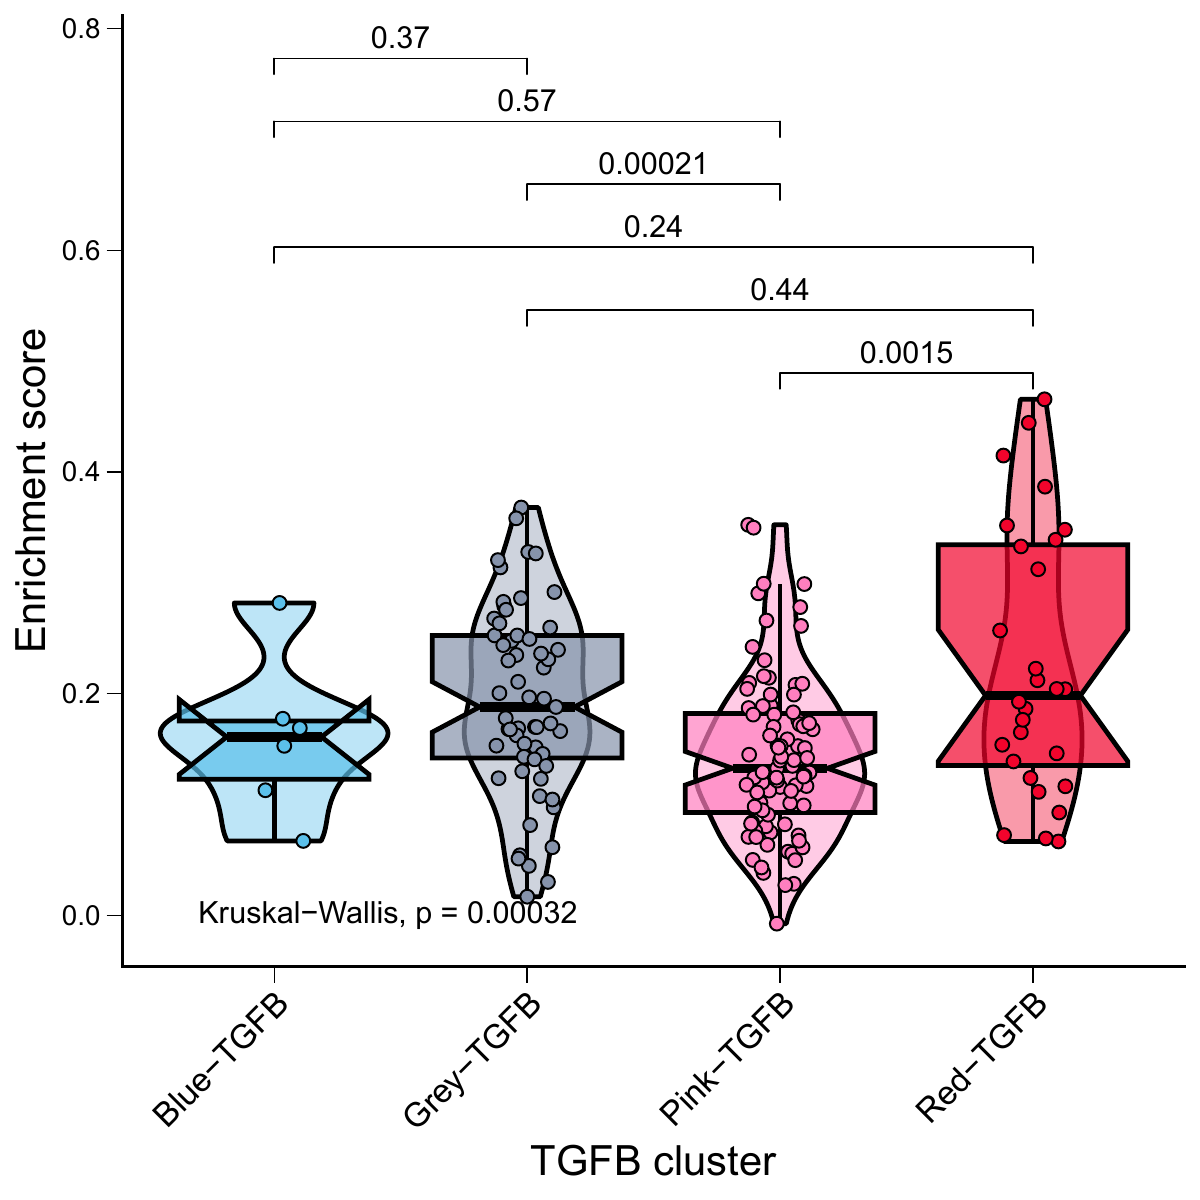 0.8
0.37
0.57
0.00021
0.6
0.24
0.44
0.0015
Enrichment score
0.4
0.2
0.0
Kruskal−Wallis, p = 0.00032
Blue−TGFB
Grey−TGFB
Pink−TGFB
Red−TGFB
TGFB cluster